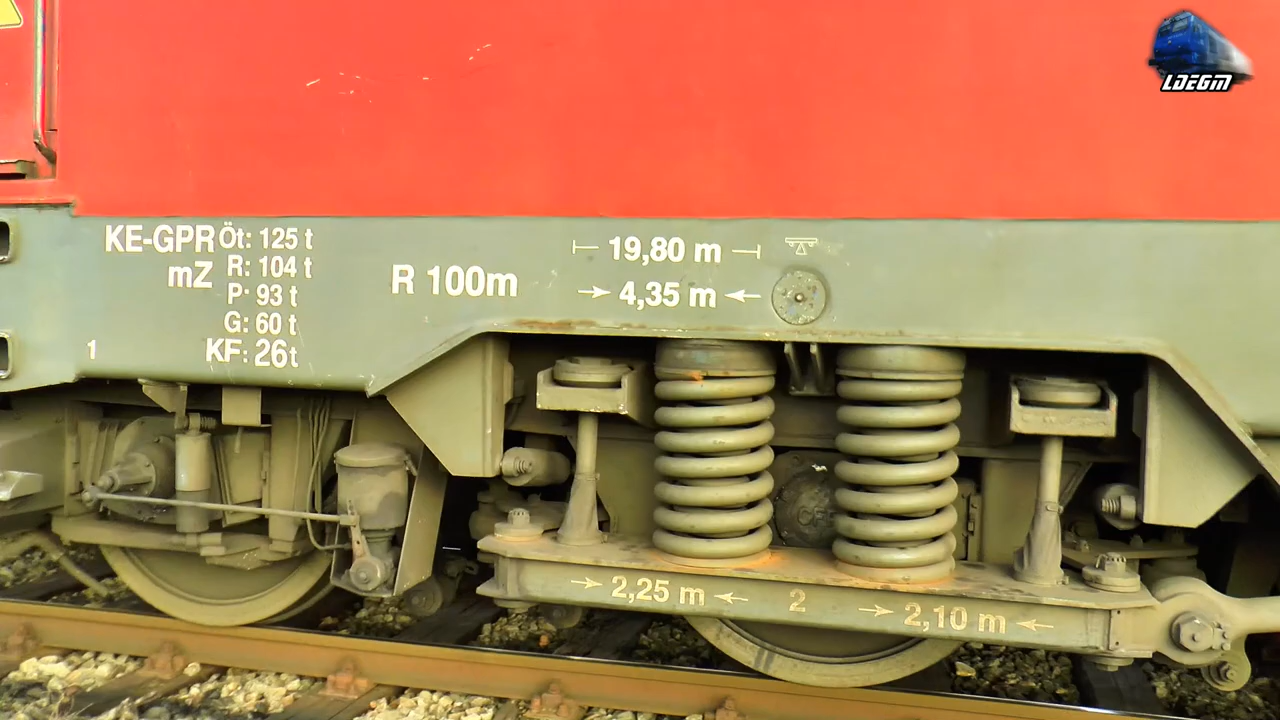 LDEGM
KE-GPR Öt: 125 t
mZ R: 104 t
P: 93 t
G: 60 t
KF: 26t
1
R 100m
19,80 m
4,35 m
2,25 m 2 2,10 m